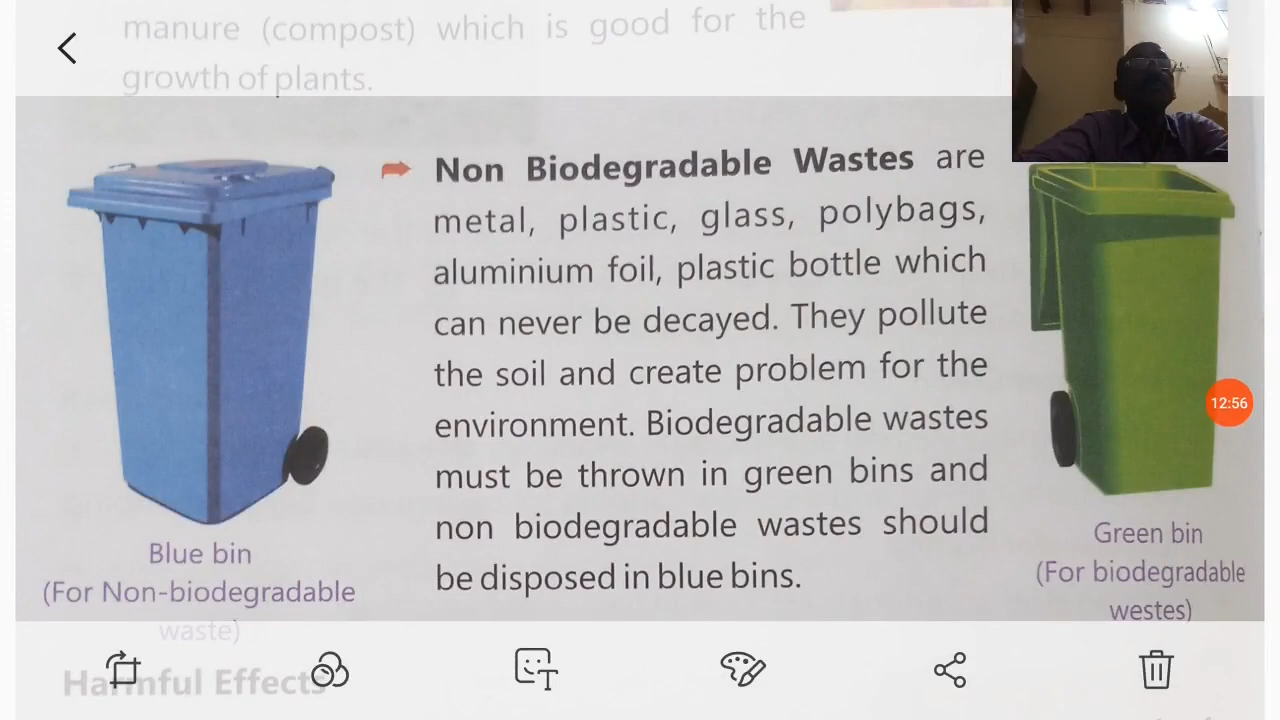 manure (compost) which is good for the
growth of plants.
Non Biodegradable Wastes are
metal, plastic, glass, polybags,
aluminium foil, plastic bottle which
can never be decayed. They pollute
the soil and create problem for the
environment. Biodegradable wastes
must be thrown in green bins and
non biodegradable wastes should
be disposed in blue bins.
Blue bin
(For Non-biodegradable
waste)
Green bin
(For biodegradable
westes)
12:56
Harmful Effects